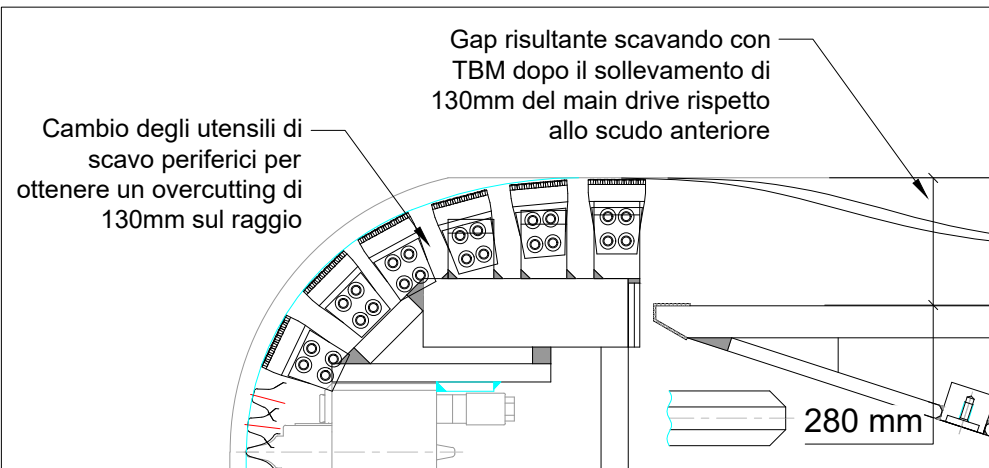 Gap risultante scavando con
TBM dopo il sollevamento di
130mm del main drive rispetto
allo scudo anteriore
Cambio degli utensili di
scavo periferici per
ottenere un overcutting di
130mm sul raggio
280 mm